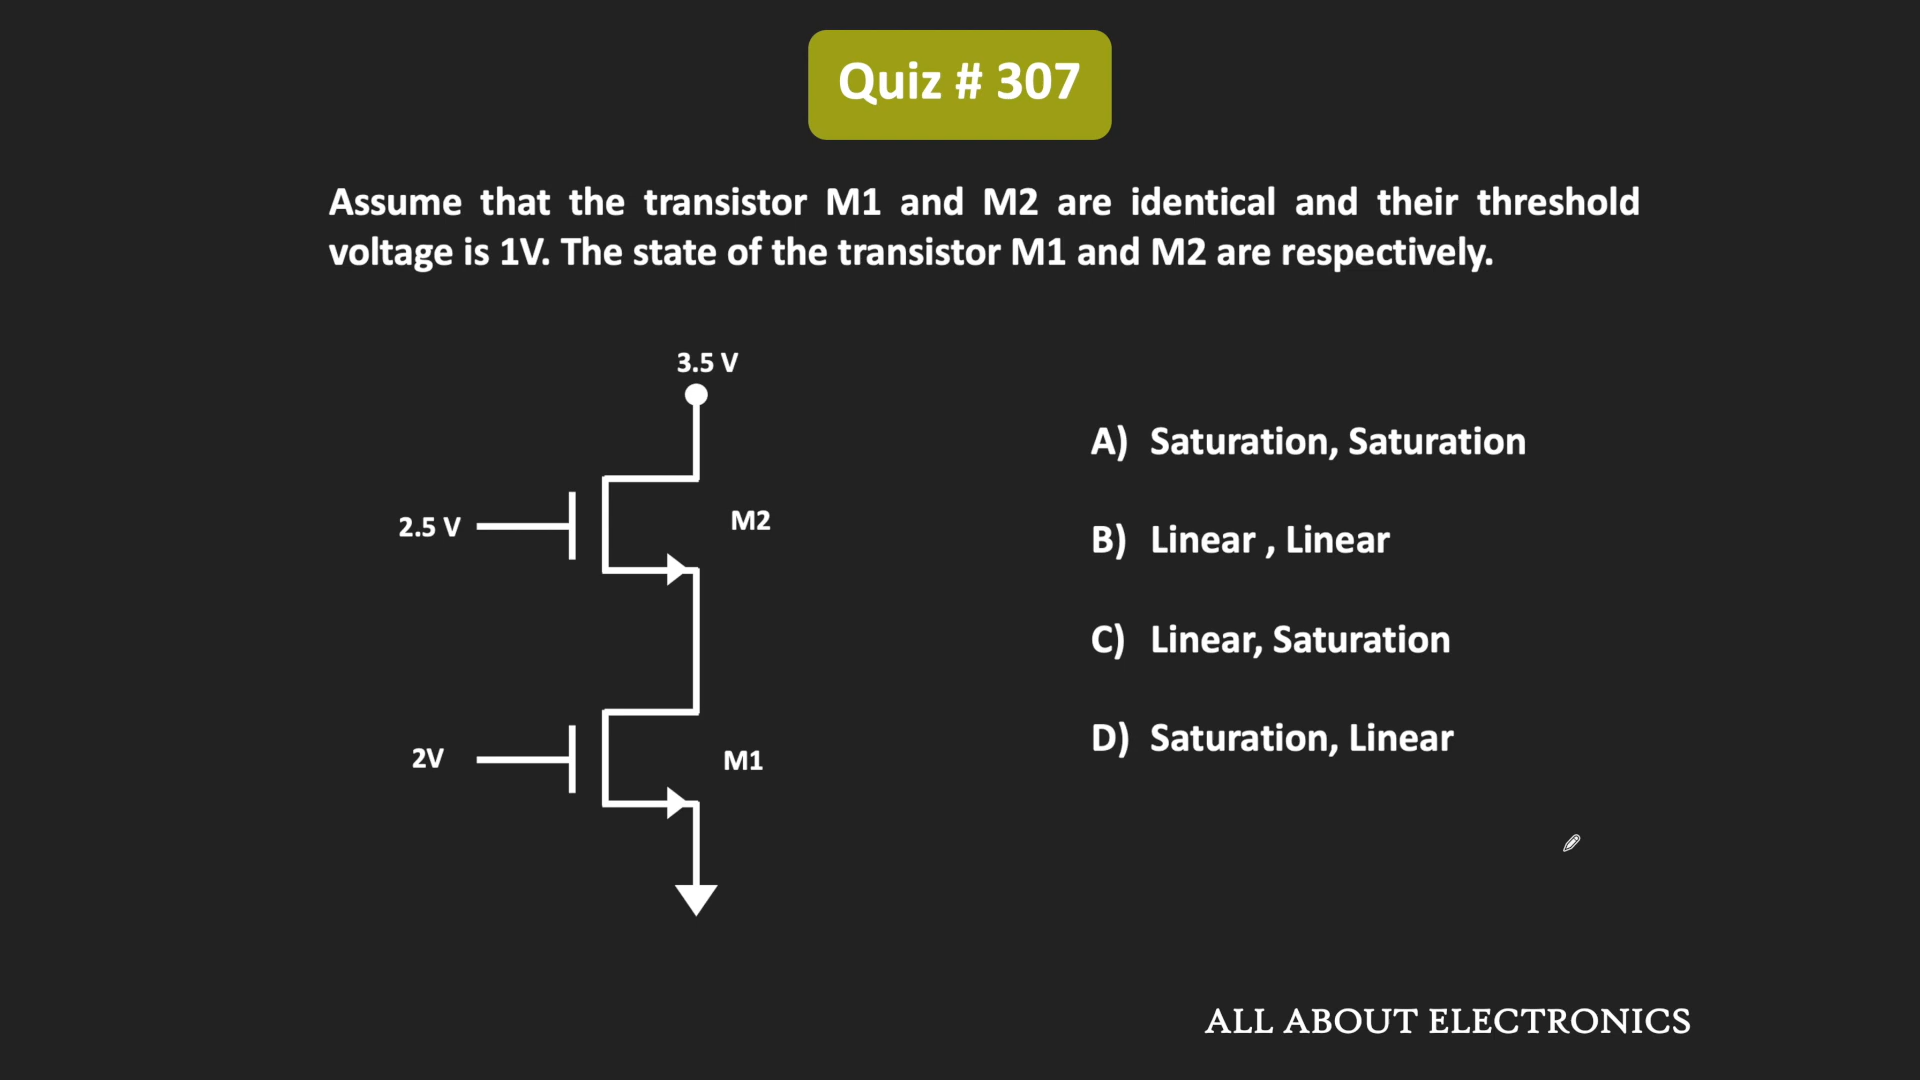 Quiz # 307
Assume that the transistor M1 and M2 are identical and their threshold
voltage is 1V. The state of the transistor M1 and M2 are respectively.
3.5 V
2.5 V
M2
2V
M1
A) Saturation, Saturation
B) Linear , Linear
C) Linear, Saturation
D) Saturation, Linear
ALL ABOUT ELECTRONICS